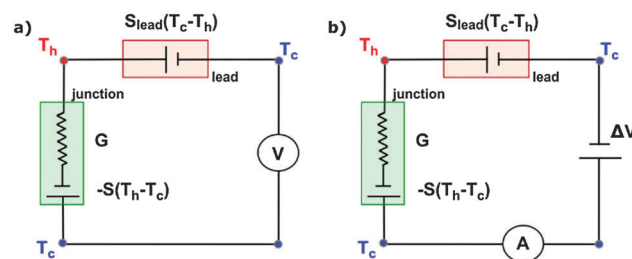 a)
S_lead(T_c-T_h)
T_h
T_c
lead
junction
G
V
-S(T_h-T_c)
T_c
b)
S_lead(T_c-T_h)
T_h
T_c
lead
junction
ΔV
G
-S(T_h-T_c)
T_c
A